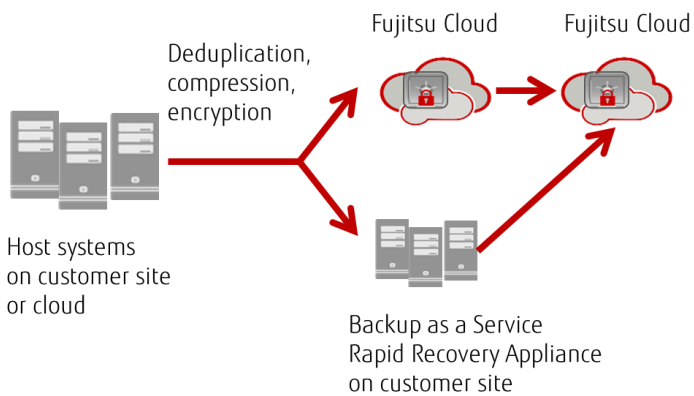 Fujitsu Cloud
Fujitsu Cloud
Deduplication,
compression,
encryption
Host systems
on customer site
or cloud
Backup as a Service
Rapid Recovery Appliance
on customer site